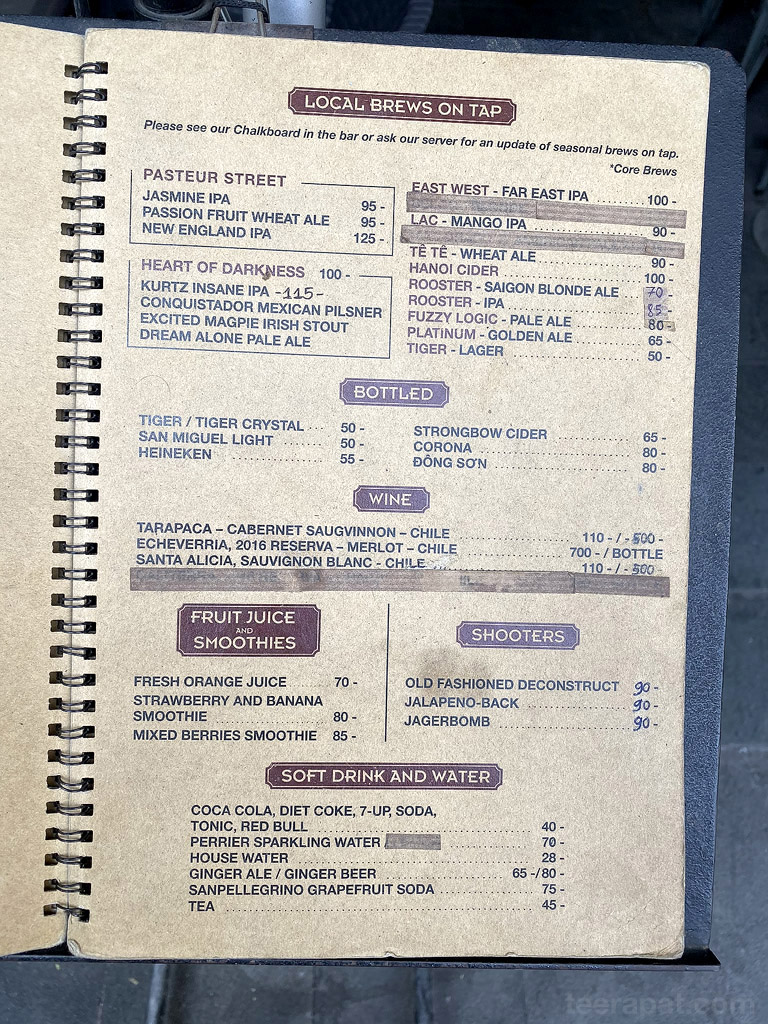 LOCAL BREWS ON TAP
Please see our Chalkboard in the bar or ask our server for an update of seasonal brews on tap.
*Core Brews
PASTEUR STREET
JASMINE IPA 95 -
PASSION FRUIT WHEAT ALE 95 -
NEW ENGLAND IPA 125 -
HEART OF DARKNESS 100 -
KURTZ INSANE IPA -115-
CONQUISTADOR MEXICAN PILSNER
EXCITED MAGPIE IRISH STOUT
DREAM ALONE PALE ALE
EAST WEST - FAR EAST IPA 100 -
LAC - MANGO IPA 90 -
TÊ TÊ - WHEAT ALE 90 -
HANOI CIDER 100 -
ROOSTER - SAIGON BLONDE ALE 70 -
ROOSTER - IPA 85 -
FUZZY LOGIC - PALE ALE 80 -
PLATINUM - GOLDEN ALE 65 -
TIGER - LAGER 50 -
BOTTLED
TIGER / TIGER CRYSTAL 50 -
SAN MIGUEL LIGHT 50 -
HEINEKEN 55 -
STRONGBOW CIDER 65 -
CORONA 80 -
ĐÔNG SƠN 80 -
WINE
TARAPACA – CABERNET SAUGVINNON – CHILE 110 - / - 500 -
ECHEVERRIA, 2016 RESERVA – MERLOT – CHILE 700 - / BOTTLE
SANTA ALICIA, SAUVIGNON BLANC - CHILE 110 - / - 500 -
FRUIT JUICE
AND
SMOOTHIES
FRESH ORANGE JUICE 70 -
STRAWBERRY AND BANANA
SMOOTHIE 80 -
MIXED BERRIES SMOOTHIE 85 -
SHOOTERS
OLD FASHIONED DECONSTRUCT 90 -
JALAPENO-BACK 90 -
JAGERBOMB 90 -
SOFT DRINK AND WATER
COCA COLA, DIET COKE, 7-UP, SODA,
TONIC, RED BULL 40 -
PERRIER SPARKLING WATER 70 -
HOUSE WATER 28 -
GINGER ALE / GINGER BEER 65 -/80 -
SANPELLEGRINO GRAPEFRUIT SODA 75 -
TEA 45 -
teerapat.com